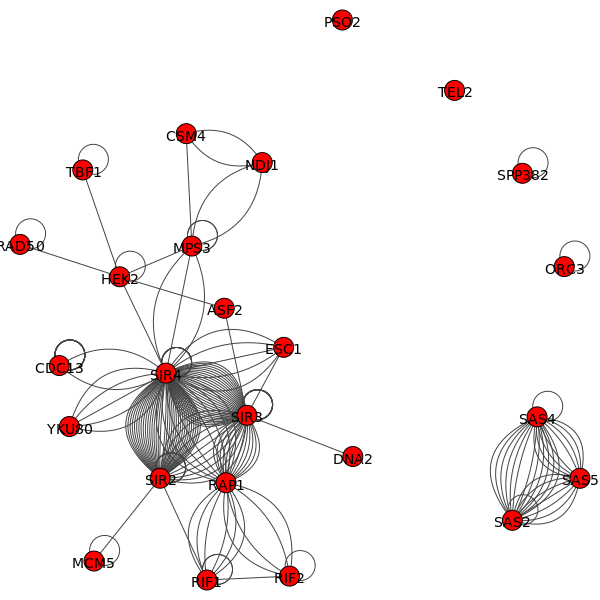 PSO2
TEL2
CSM4
NDJ1
TBF1
SPP382
RAD50
MPS3
HEK2
ORC3
ASF2
ESC1
CDC13
SIR4
SIR3
SAS4
YKU80
DNA2
SIR2
RAP1
SAS5
SAS2
MCM5
RIF1
RIF2